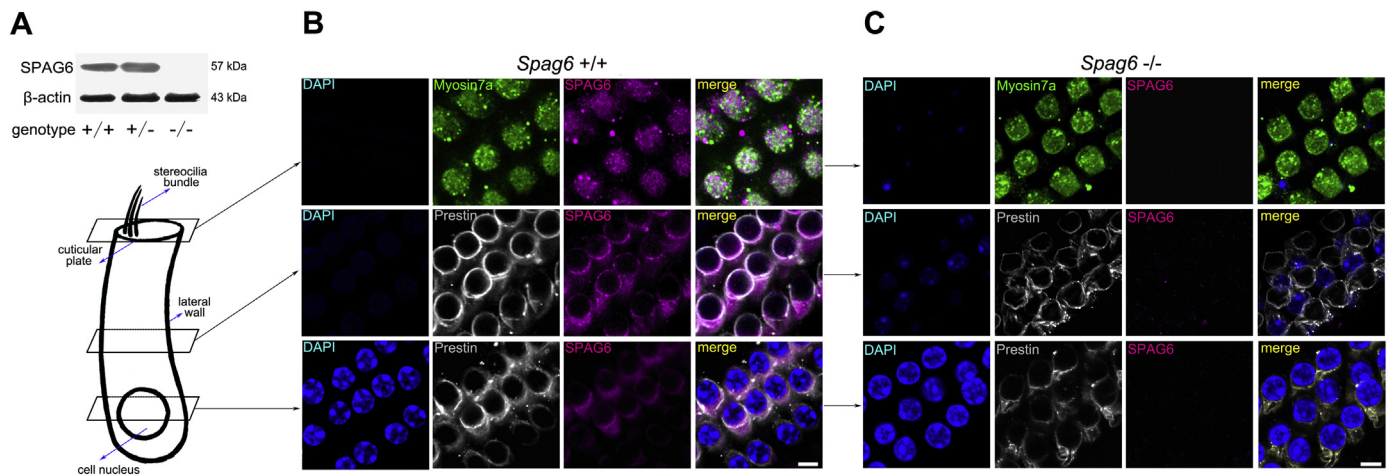 A
SPAG6
57 kDa
β-actin
43 kDa
genotype +/+ +/- -/-
stereocilia
bundle
cuticular
plate
lateral
wall
cell nucleus
B
Spag6 +/+
DAPI
Myosin7a
SPAG6
merge
DAPI
Prestin
SPAG6
merge
DAPI
Prestin
SPAG6
merge
C
Spag6 -/-
DAPI
Myosin7a
SPAG6
merge
DAPI
Prestin
SPAG6
merge
DAPI
Prestin
SPAG6
merge